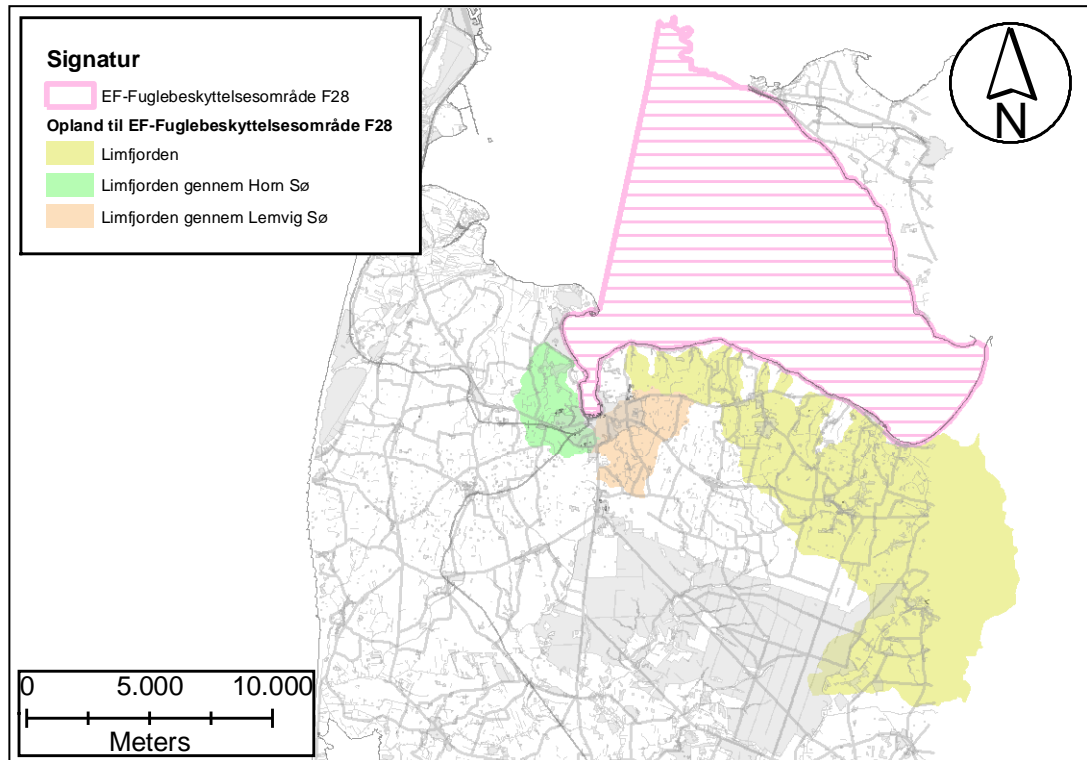 Signatur
EF-Fuglebeskyttelsesområde F28
Opland til EF-Fuglebeskyttelsesområde F28
Limfjorden
Limfjorden gennem Horn Sø
Limfjorden gennem Lemvig Sø
N
0 5.000 10.000
Meters